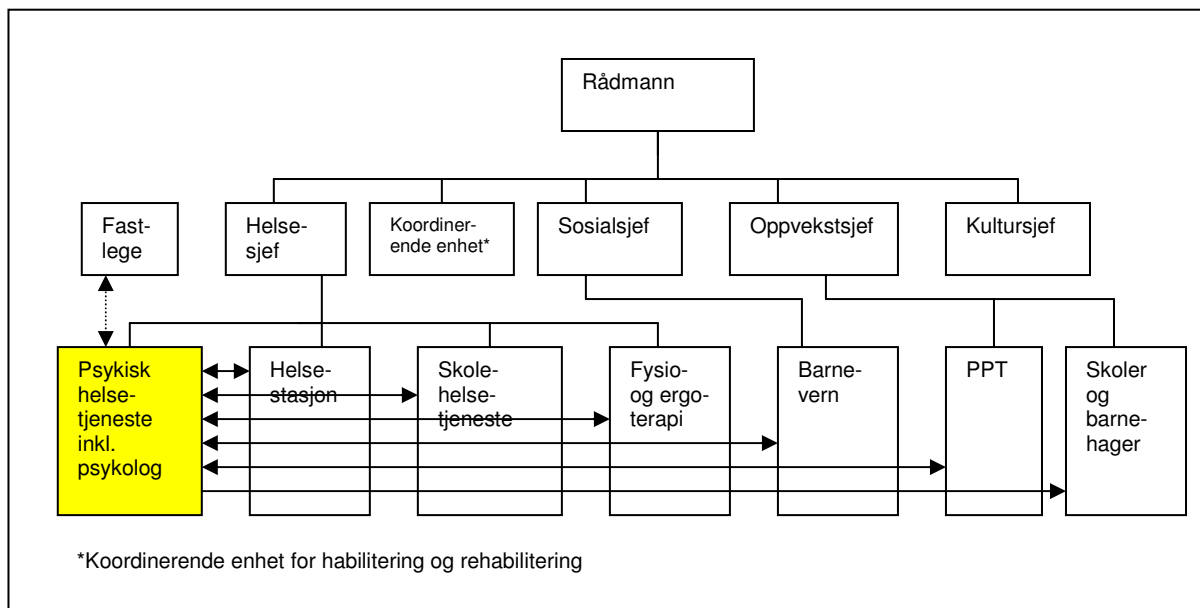 Rådmann
Fast-
lege
Helse-
sjef
Koordiner-
ende enhet*
Sosialsjef
Oppvekstsjef
Kultursjef
Psykisk
helse-
tjeneste
inkl.
psykolog
Helse-
stasjon
Skole-
helse-
tjeneste
Fysio-
og ergo-
terapi
Barne-
vern
PPT
Skoler
og
barne-
hager
*Koordinerende enhet for habilitering og rehabilitering